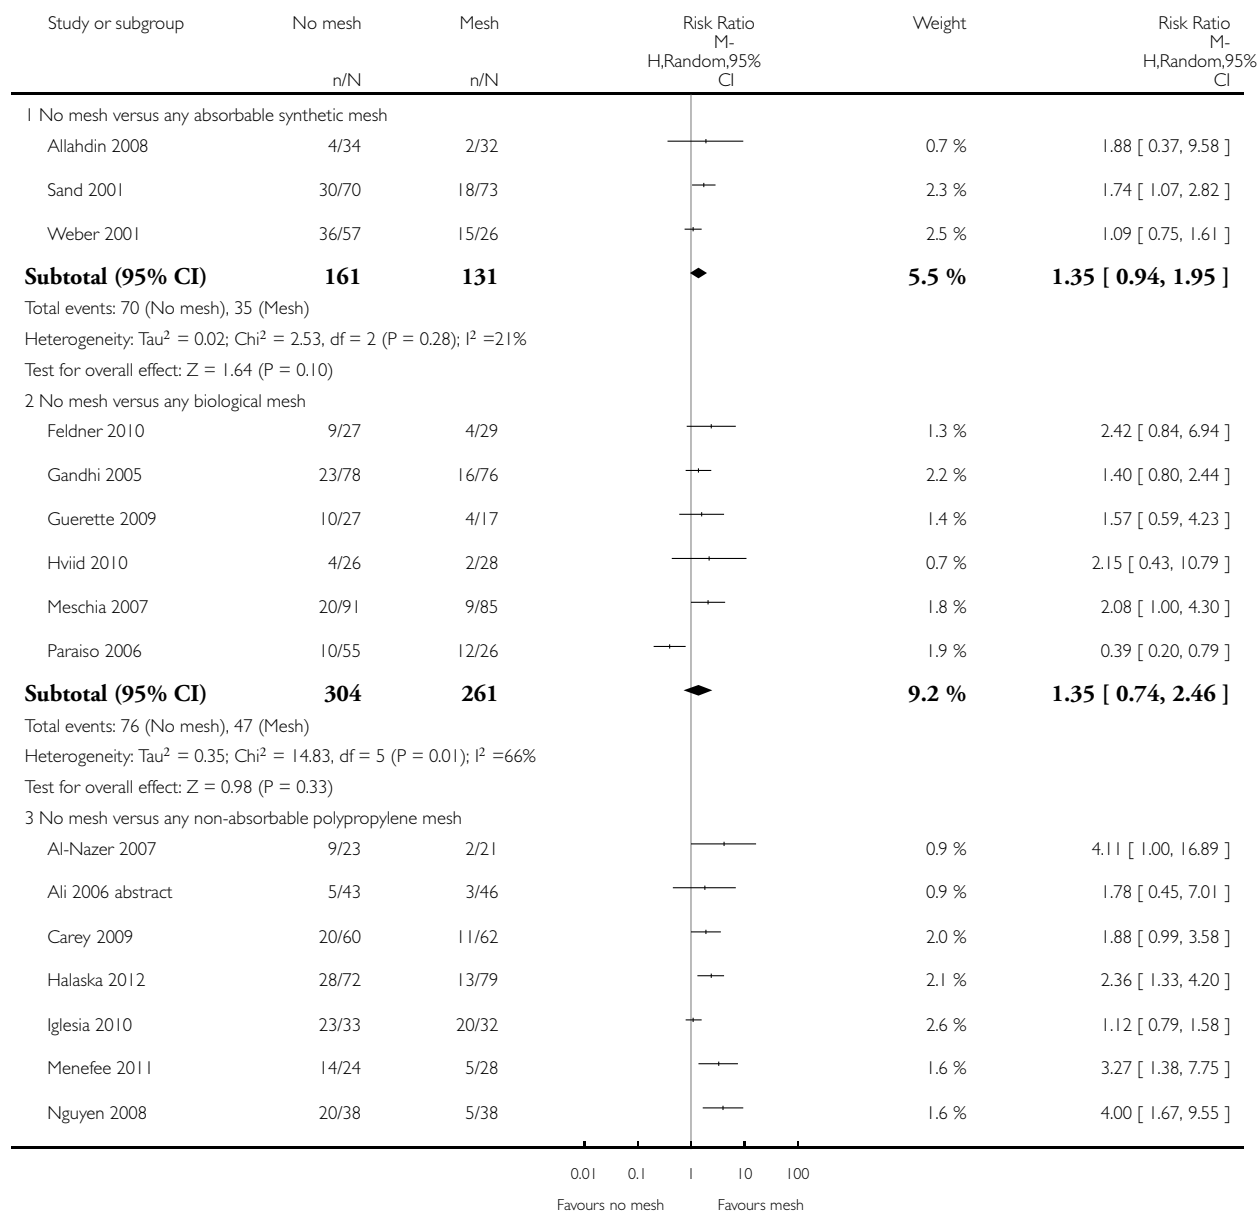 Study or subgroup No mesh Mesh Risk Ratio Weight Risk Ratio
M- M-
H,Random,95% H,Random,95%
n/N n/N CI CI
1 No mesh versus any absorbable synthetic mesh
Allahdin 2008 4/34 2/32 0.7 % 1.88 [ 0.37, 9.58 ]
Sand 2001 30/70 18/73 2.3 % 1.74 [ 1.07, 2.82 ]
Weber 2001 36/57 15/26 2.5 % 1.09 [ 0.75, 1.61 ]
Subtotal (95% CI) 161 131 5.5 % 1.35 [ 0.94, 1.95 ]
Total events: 70 (No mesh), 35 (Mesh)
Heterogeneity: Tau² = 0.02; Chi² = 2.53, df = 2 (P = 0.28); I² =21%
Test for overall effect: Z = 1.64 (P = 0.10)
2 No mesh versus any biological mesh
Feldner 2010 9/27 4/29 1.3 % 2.42 [ 0.84, 6.94 ]
Gandhi 2005 23/78 16/76 2.2 % 1.40 [ 0.80, 2.44 ]
Guerette 2009 10/27 4/17 1.4 % 1.57 [ 0.59, 4.23 ]
Hviid 2010 4/26 2/28 0.7 % 2.15 [ 0.43, 10.79 ]
Meschia 2007 20/91 9/85 1.8 % 2.08 [ 1.00, 4.30 ]
Paraiso 2006 10/55 12/26 1.9 % 0.39 [ 0.20, 0.79 ]
Subtotal (95% CI) 304 261 9.2 % 1.35 [ 0.74, 2.46 ]
Total events: 76 (No mesh), 47 (Mesh)
Heterogeneity: Tau² = 0.35; Chi² = 14.83, df = 5 (P = 0.01); I² =66%
Test for overall effect: Z = 0.98 (P = 0.33)
3 No mesh versus any non-absorbable polypropylene mesh
Al-Nazer 2007 9/23 2/21 0.9 % 4.11 [ 1.00, 16.89 ]
Ali 2006 abstract 5/43 3/46 0.9 % 1.78 [ 0.45, 7.01 ]
Carey 2009 20/60 11/62 2.0 % 1.88 [ 0.99, 3.58 ]
Halaska 2012 28/72 13/79 2.1 % 2.36 [ 1.33, 4.20 ]
Iglesia 2010 23/33 20/32 2.6 % 1.12 [ 0.79, 1.58 ]
Menefee 2011 14/24 5/28 1.6 % 3.27 [ 1.38, 7.75 ]
Nguyen 2008 20/38 5/38 1.6 % 4.00 [ 1.67, 9.55 ]
0.01 0.1 1 10 100
Favours no mesh Favours mesh